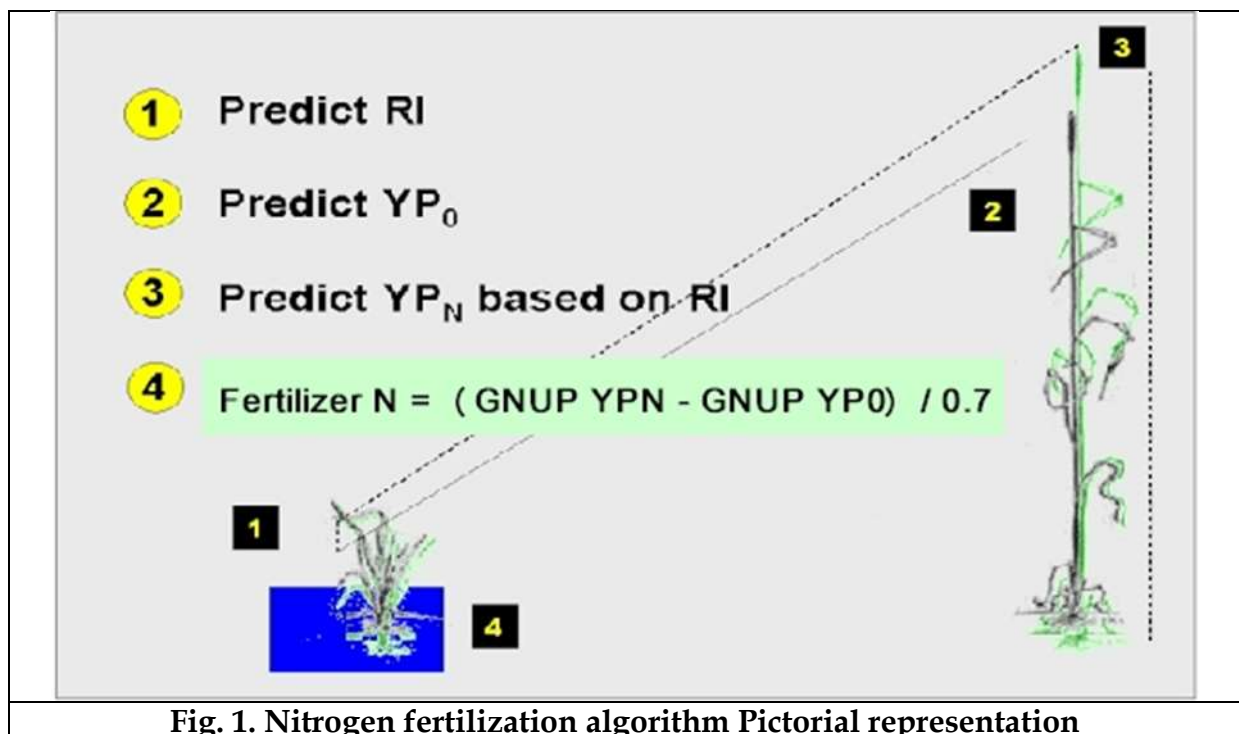 1 Predict RI
2 Predict YP₀
3 Predict YP_N based on RI
4 Fertilizer N = ( GNUP YPN - GNUP YP0) / 0.7
3
2
1
4
Fig. 1. Nitrogen fertilization algorithm Pictorial representation